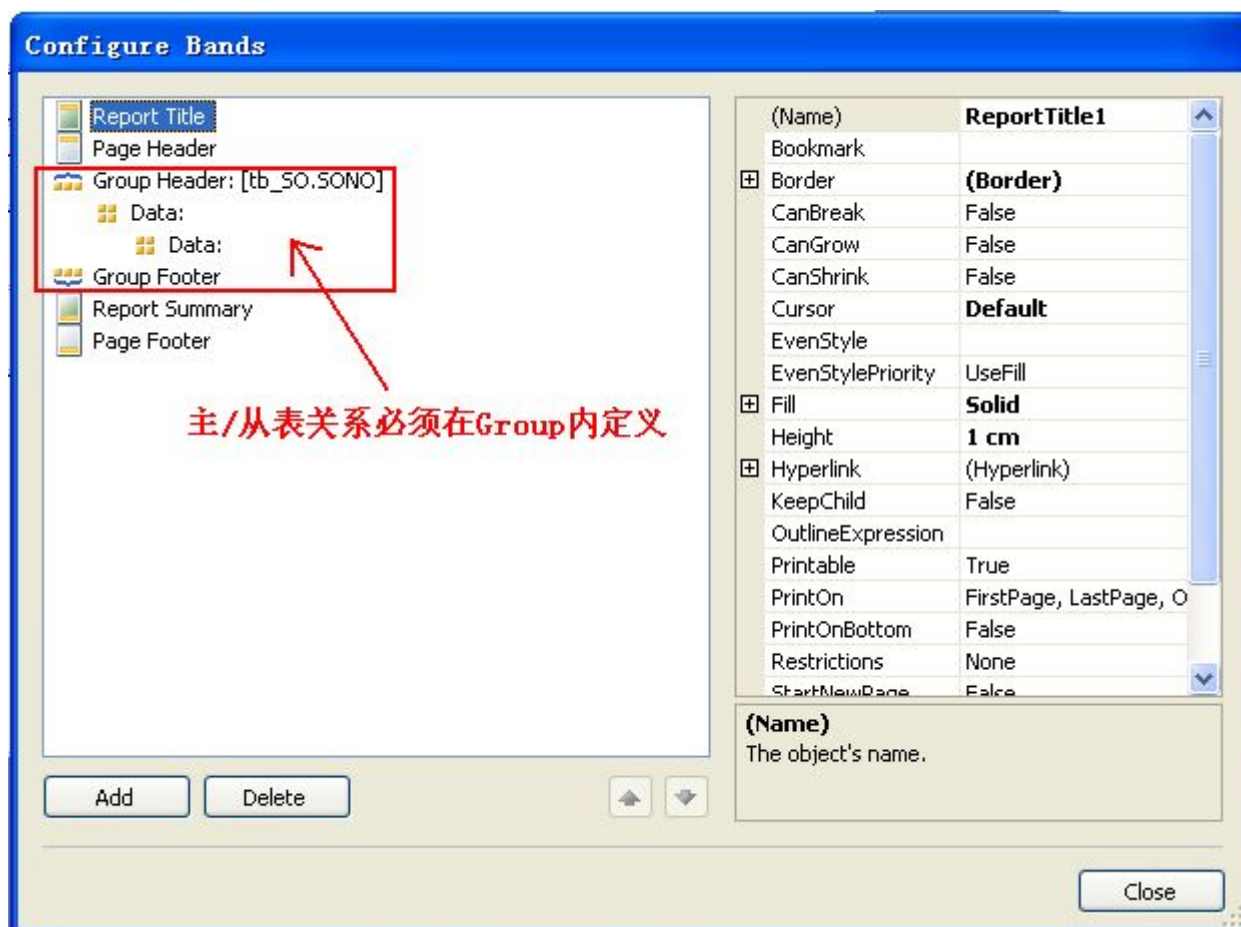 Configure Bands
Report Title
Page Header
Group Header: [tb_SO.SONO]
Data:
Data:
Group Footer
Report Summary
Page Footer
主/从表关系必须在Group内定义
Add
Delete
(Name) ReportTitle1
Bookmark
Border (Border)
CanBreak False
CanGrow False
CanShrink False
Cursor Default
EvenStyle
EvenStylePriority UseFill
Fill Solid
Height 1 cm
Hyperlink (Hyperlink)
KeepChild False
OutlineExpression
Printable True
PrintOn FirstPage, LastPage, O
PrintOnBottom False
Restrictions None
StartNewPage False
(Name)
The object's name.
Close